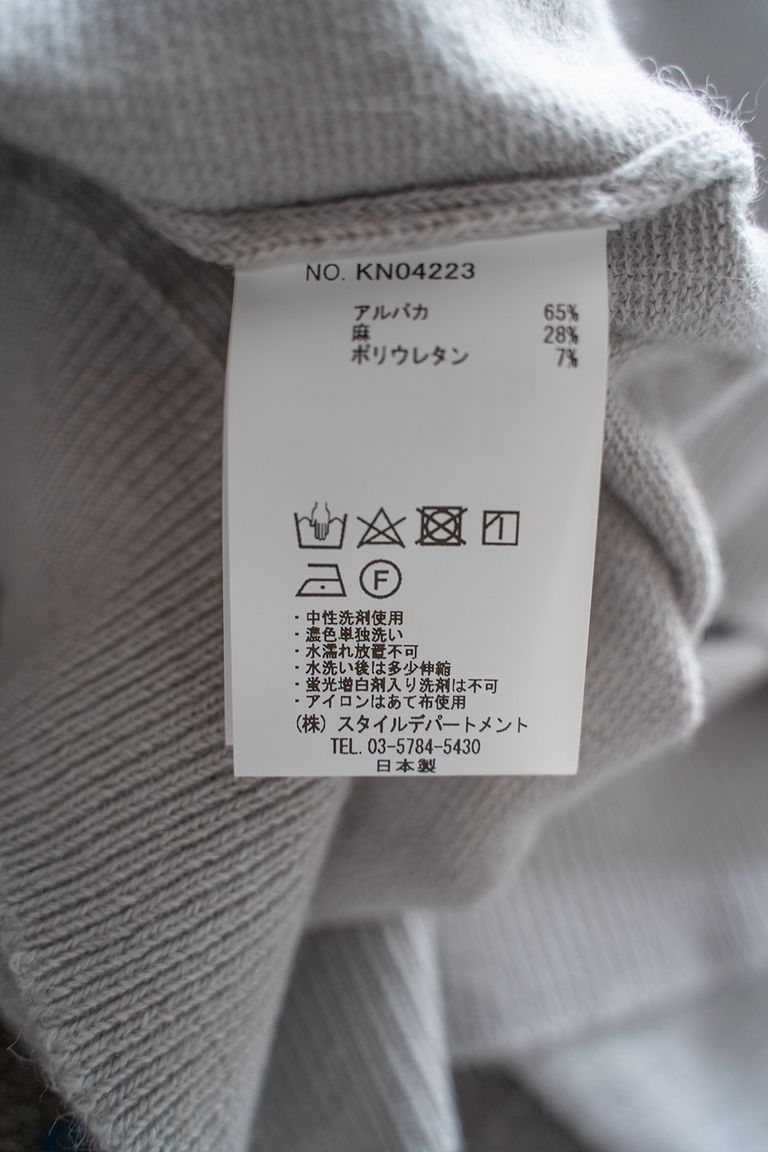 NO. KN04223
アルパカ 65%
麻 28%
ポリウレタン 7%
F
・中性洗剤使用
・濃色単独洗い
・水濡れ放置不可
・水洗い後は多少伸縮
・蛍光増白剤入り洗剤は不可
・アイロンはあて布使用
(株) スタイルデパートメント
TEL. 03-5784-5430
日本製